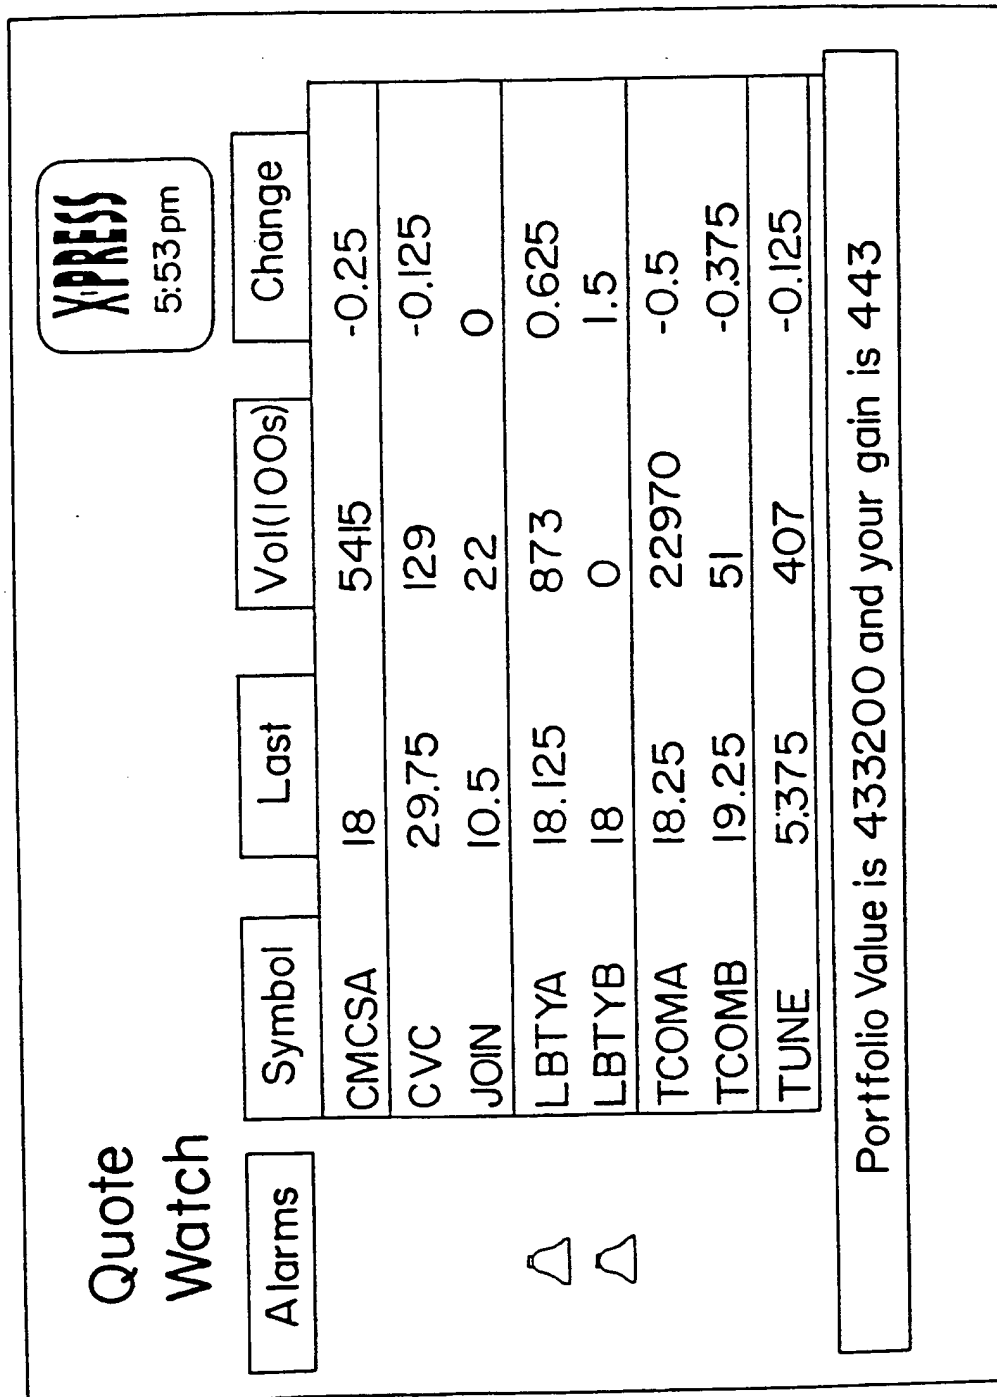 Quote
Watch
X·PRESS
5:53pm
Alarms Symbol Last Vol(100s) Change
CMCSA 18 5415 -0.25
CVC 29.75 129 -0.125
JOIN 10.5 22 0
LBTYA 18.125 873 0.625
LBTYB 18 0 1.5
TCOMA 18.25 22970 -0.5
TCOMB 19.25 51 -0.375
TUNE 5.375 407 -0.125
Portfolio Value is 433200 and your gain is 443